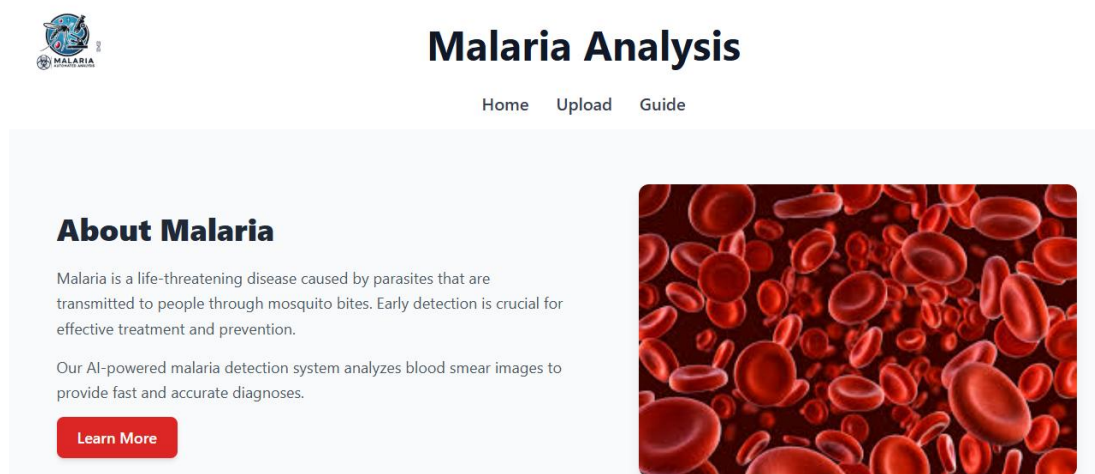 MALARIA
AUTOMATED ANALYSIS
Malaria Analysis
Home Upload Guide
About Malaria
Malaria is a life-threatening disease caused by parasites that are
transmitted to people through mosquito bites. Early detection is crucial for
effective treatment and prevention.
Our AI-powered malaria detection system analyzes blood smear images to
provide fast and accurate diagnoses.
Learn More